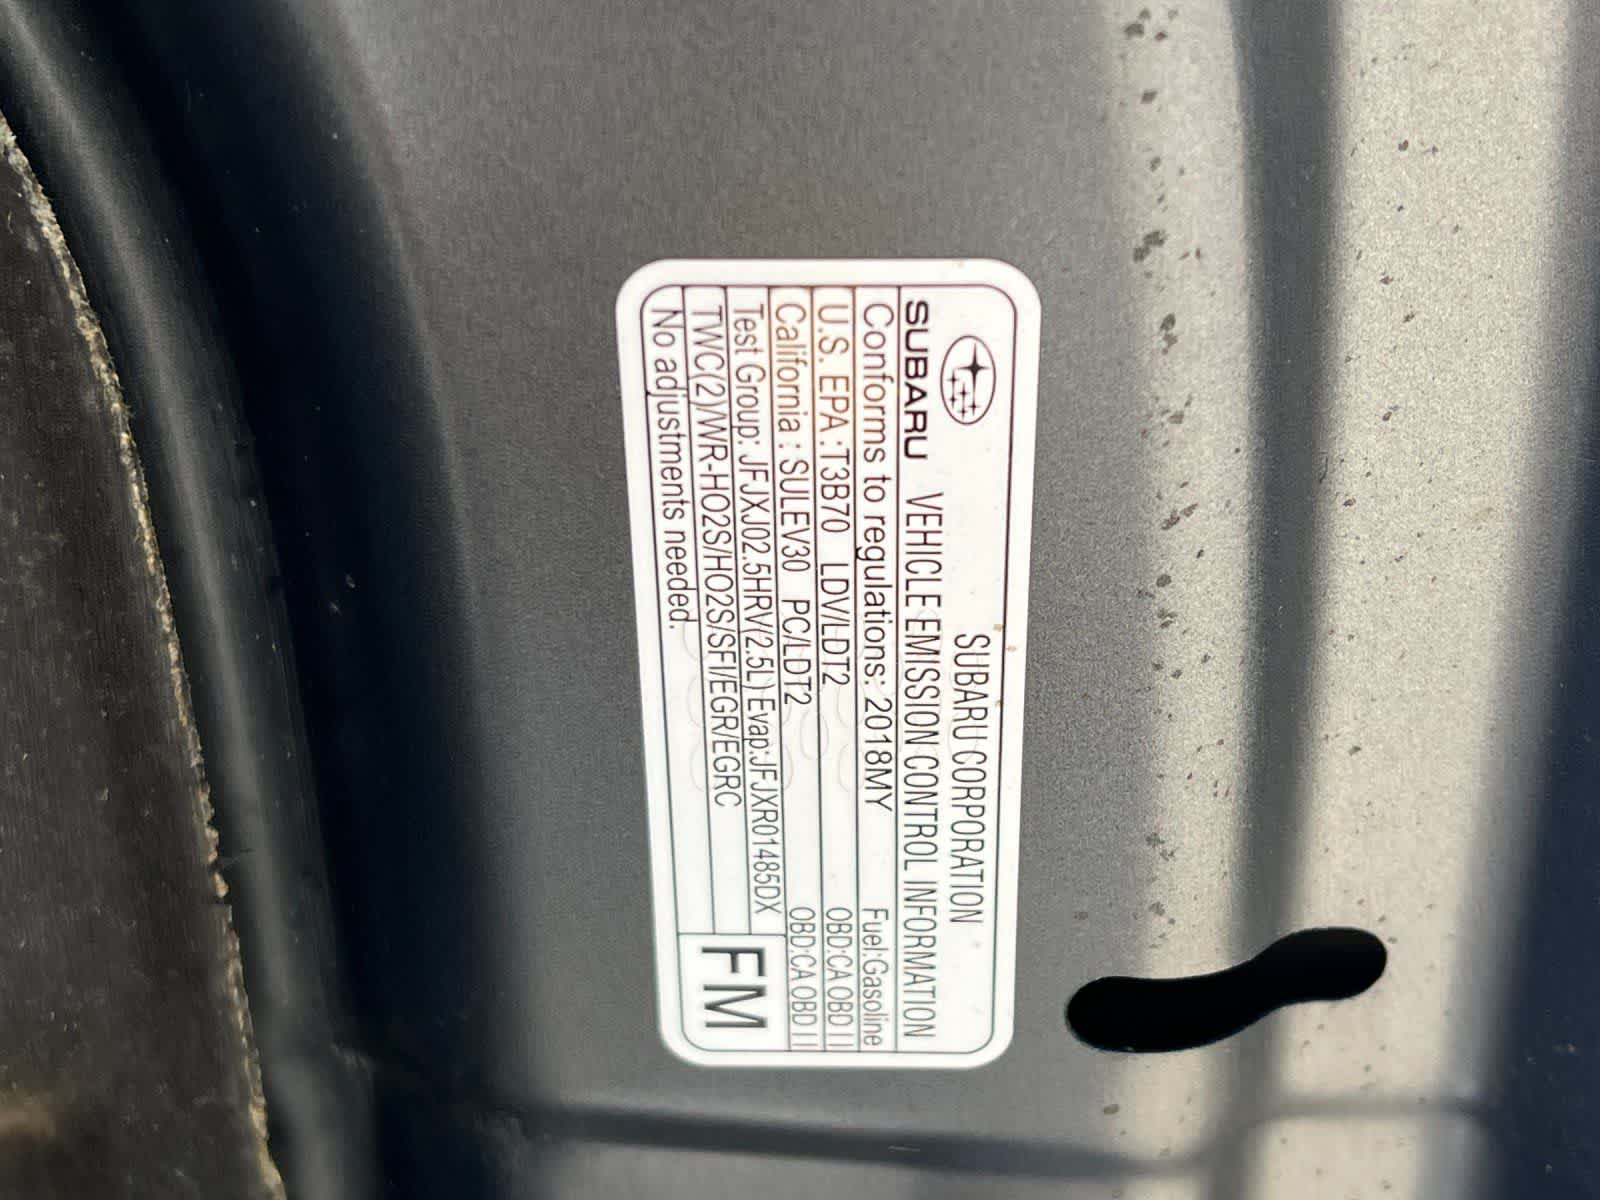 SUBARU CORPORATION
SUBARU VEHICLE EMISSION CONTROL INFORMATION
Conforms to regulations: 2018MY Fuel:Gasoline
U.S. EPA : T3B70 LDV/LDT2 OBD:CA OBD II
California : SULEV30 PC/LDT2 OBD:CA OBD II
Test Group: JFJXJ02.5HRV(2.5L) Evap:JFJXR01485DX
TWC(2)/WR-HO2S/HO2S/SFI/EGR/EGRC
No adjustments needed.
FM